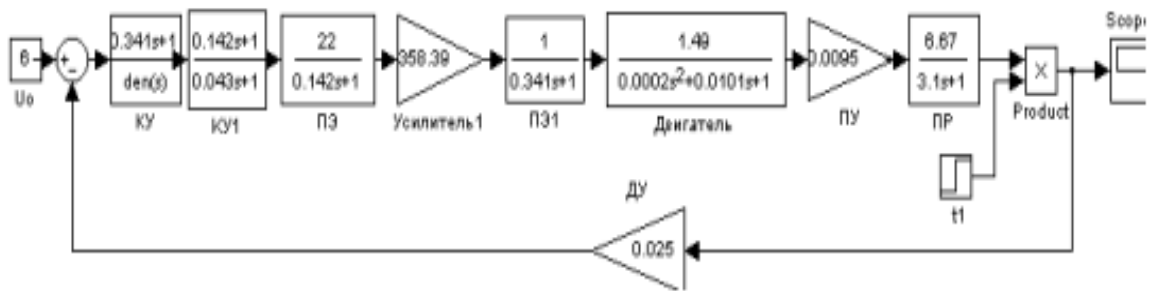 6
Uo
+
-
0.341s+1
den(s)
КУ
0.142s+1
0.043s+1
КУ1
22
0.142s+1
ПЭ
358.39
Усилитель1
1
0.341s+1
ПЭ1
1.49
0.0002s²+0.0101s+1
Двигатель
0.0095
ПУ
6.67
3.1s+1
ПР
X
Product
Scope
t1
ДУ
0.025